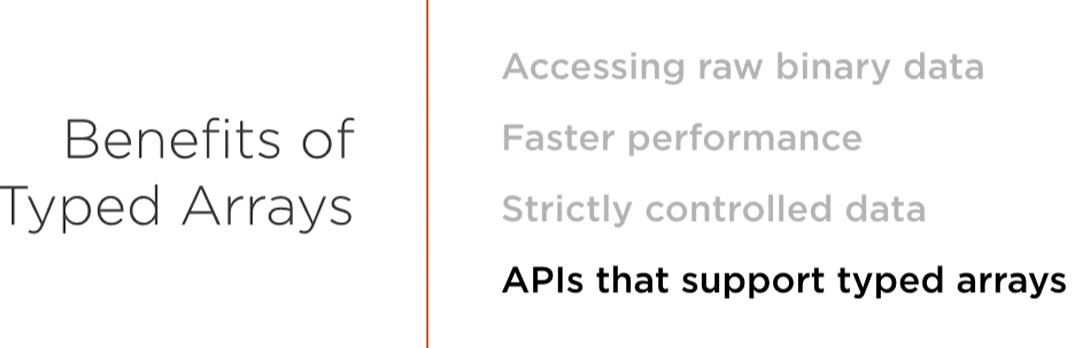 Benefits of
Typed Arrays
Accessing raw binary data
Faster performance
Strictly controlled data
APIs that support typed arrays